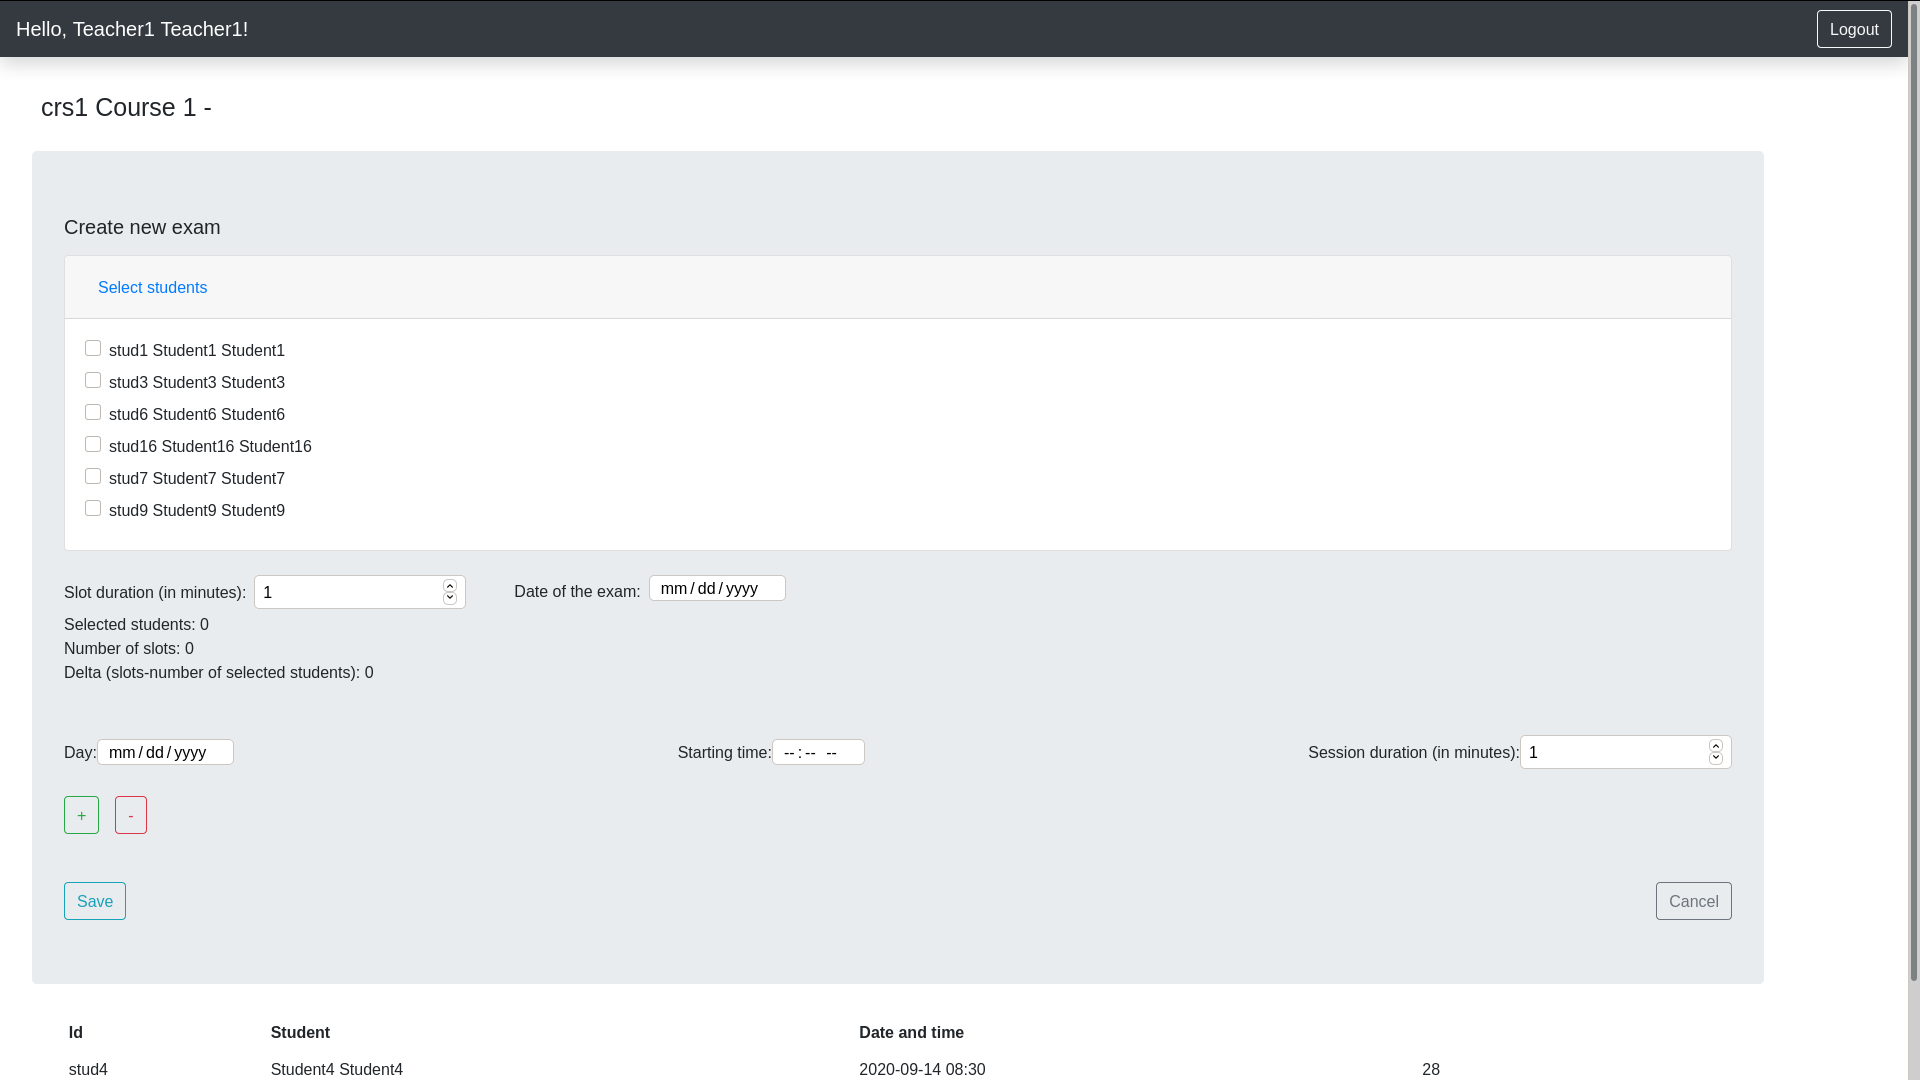 Hello, Teacher1 Teacher1! Logout
crs1 Course 1 -
Create new exam
Select students
stud1 Student1 Student1
stud3 Student3 Student3
stud6 Student6 Student6
stud16 Student16 Student16
stud7 Student7 Student7
stud9 Student9 Student9
Slot duration (in minutes): 1 Date of the exam: mm/dd/yyyy
Selected students: 0
Number of slots: 0
Delta (slots-number of selected students): 0
Day: mm/dd/yyyy Starting time: --:-- -- Session duration (in minutes): 1
+ -
Save Cancel
Id Student Date and time
stud4 Student4 Student4 2020-09-14 08:30 28